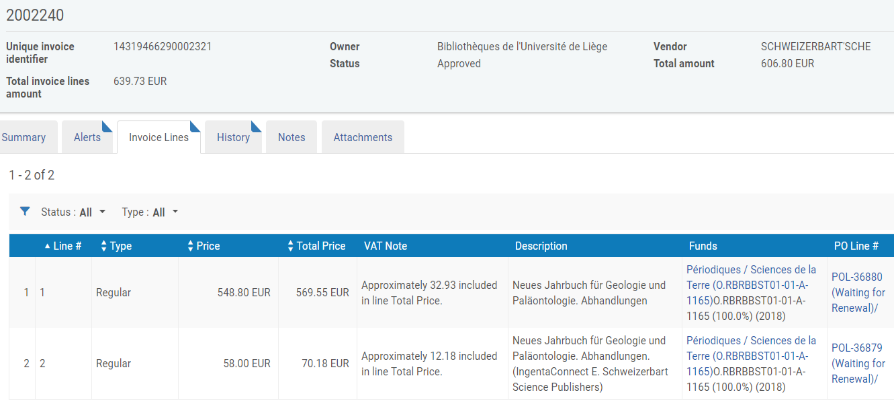 2002240
Unique invoice identifier 14319466290002321 Owner Bibliothèques de l'Université de Liège Vendor SCHWEIZERBART'SCHE
Status Approved Total amount 606.80 EUR
Total invoice lines amount 639.73 EUR
Summary Alerts Invoice Lines History Notes Attachments
1 - 2 of 2
Status : All Type : All
Line # Type Price Total Price VAT Note Description Funds PO Line #
1 1 Regular 548.80 EUR 569.55 EUR
Approximately 32.93 included
in line Total Price.
Neues Jahrbuch für Geologie und
Paläontologie. Abhandlungen
Périodiques / Sciences de la
Terre (O.RBRBBST01-01-A-
1165)O.RBRBBST01-01-A-
1165 (100.0%) (2018)
POL-36880
(Waiting for
Renewal)/
2 2 Regular 58.00 EUR 70.18 EUR
Approximately 12.18 included
in line Total Price.
Neues Jahrbuch für Geologie und
Paläontologie. Abhandlungen.
(IngentaConnect E. Schweizerbart
Science Publishers)
Périodiques / Sciences de la
Terre (O.RBRBBST01-01-A-
1165)O.RBRBBST01-01-A-
1165 (100.0%) (2018)
POL-36879
(Waiting for
Renewal)/